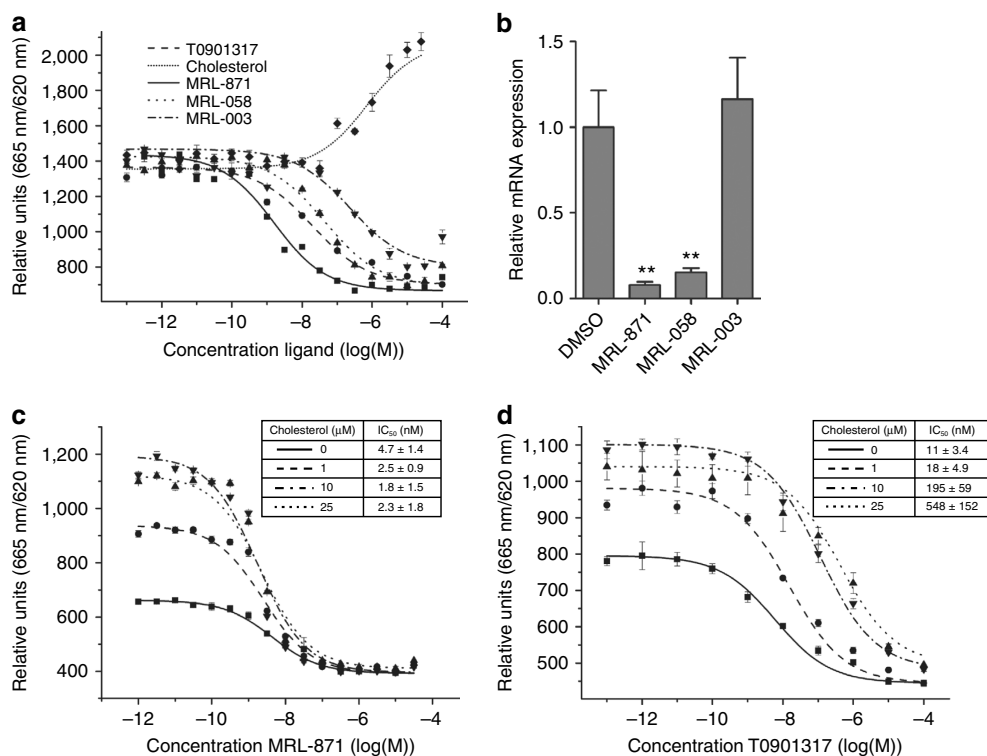 a
2,000
1,800
1,600
1,400
1,200
1,000
800
Relative units (665 nm/620 nm)
T0901317
Cholesterol
MRL-871
MRL-058
MRL-003
−12
−10
−8
−6
−4
Concentration ligand (log(M))
b
1.5
1.0
0.5
0.0
Relative mRNA expression
**
**
DMSO
MRL-871
MRL-058
MRL-003
c
1,200
1,000
800
600
400
Relative units (665 nm/620 nm)
Cholesterol (μM) IC50 (nM)
0 4.7 ± 1.4
1 2.5 ± 0.9
10 1.8 ± 1.5
25 2.3 ± 1.8
−12
−10
−8
−6
−4
Concentration MRL-871 (log(M))
d
1,100
1,000
900
800
700
600
500
Relative units (665 nm/620 nm)
Cholesterol (μM) IC50 (nM)
0 11 ± 3.4
1 18 ± 4.9
10 195 ± 59
25 548 ± 152
−12
−10
−8
−6
−4
Concentration T0901317 (log(M))